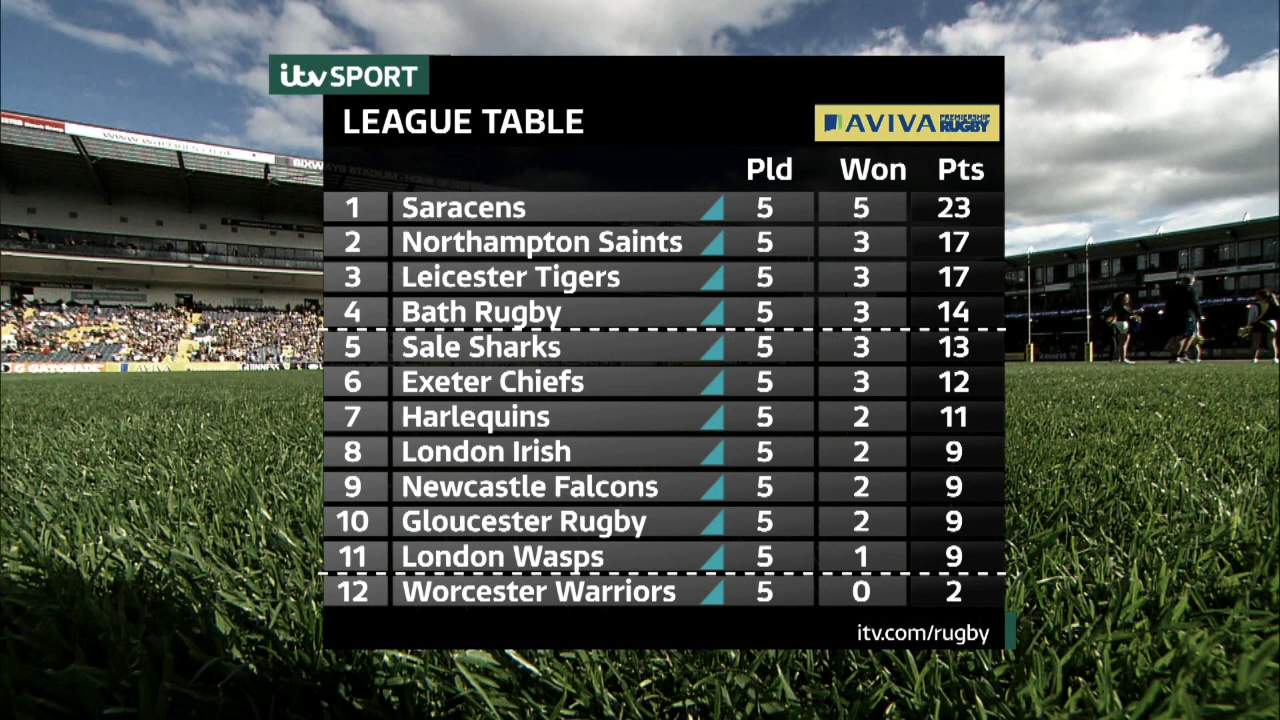 itv SPORT
LEAGUE TABLE
AVIVA PREMIERSHIP RUGBY
Pld Won Pts
1 Saracens 5 5 23
2 Northampton Saints 5 3 17
3 Leicester Tigers 5 3 17
4 Bath Rugby 5 3 14
5 Sale Sharks 5 3 13
6 Exeter Chiefs 5 3 12
7 Harlequins 5 2 11
8 London Irish 5 2 9
9 Newcastle Falcons 5 2 9
10 Gloucester Rugby 5 2 9
11 London Wasps 5 1 9
12 Worcester Warriors 5 0 2
itv.com/rugby
GATORADE
GUINNESS